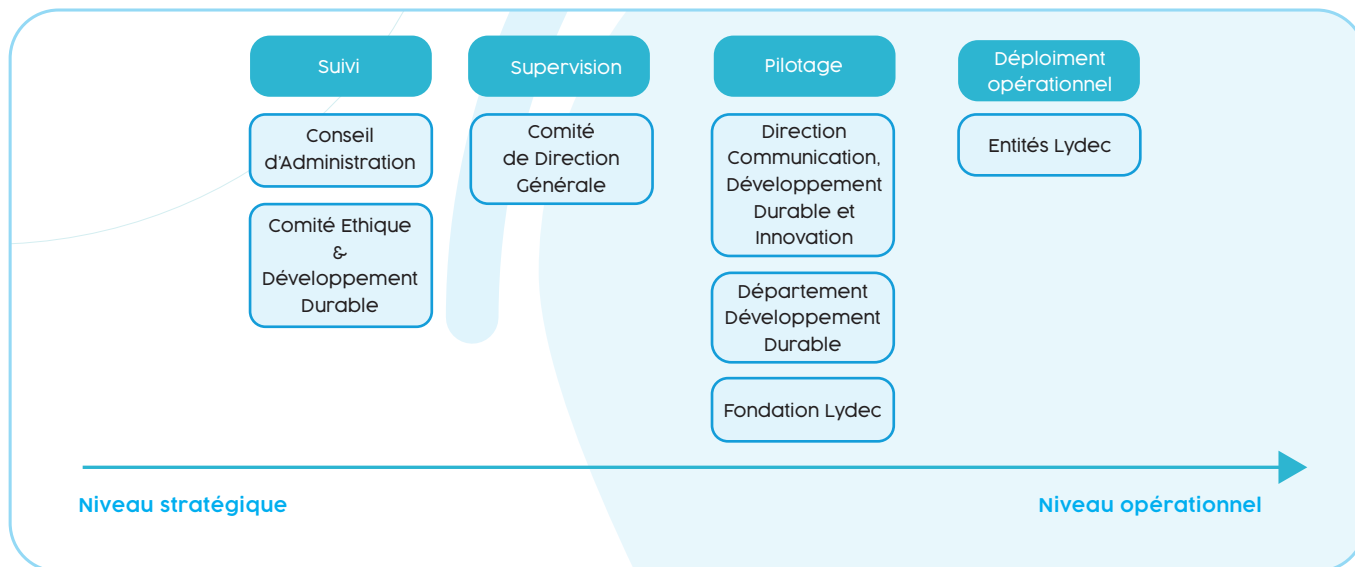 Suivi
Conseil
d'Administration
Comité Ethique
&
Développement
Durable
Supervision
Comité
de Direction
Générale
Pilotage
Direction
Communication,
Développement
Durable et
Innovation
Département
Développement
Durable
Fondation Lydec
Déploiment
opérationnel
Entités Lydec
Niveau stratégique
Niveau opérationnel